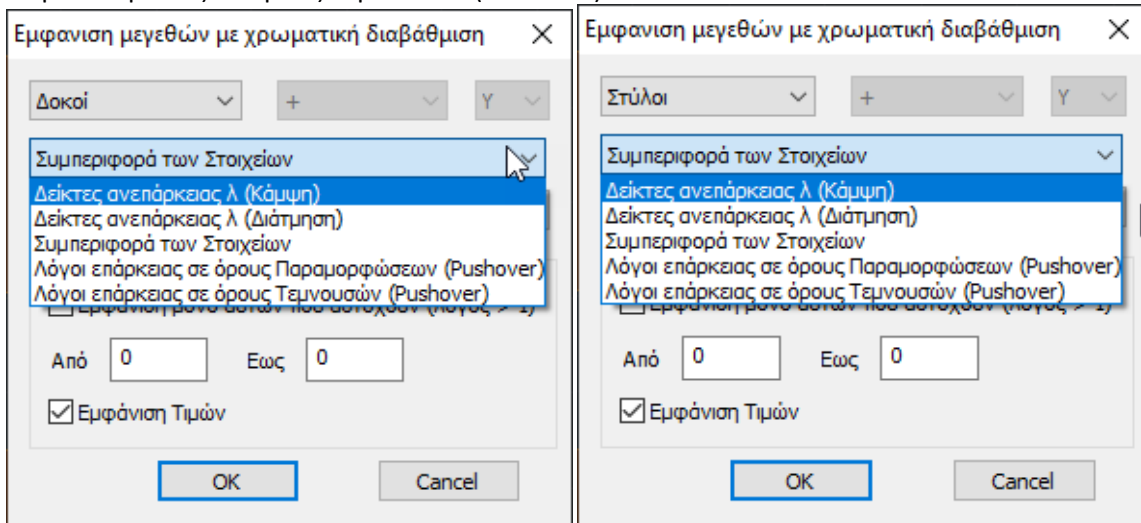 Εμφανιση μεγεθών με χρωματική διαβάθμιση
Δοκοί
+
Y
Συμπεριφορά των Στοιχείων
Δείκτες ανεπάρκειας λ (Κάμψη)
Δείκτες ανεπάρκειας λ (Διάτμηση)
Συμπεριφορά των Στοιχείων
Λόγοι επάρκειας σε όρους Παραμορφώσεων (Pushover)
Λόγοι επάρκειας σε όρους Τεμνουσών (Pushover)
Από 0 Εως 0
Εμφάνιση Τιμών
OK Cancel
Εμφανιση μεγεθών με χρωματική διαβάθμιση
Στύλοι
+
Y
Συμπεριφορά των Στοιχείων
Δείκτες ανεπάρκειας λ (Κάμψη)
Δείκτες ανεπάρκειας λ (Διάτμηση)
Συμπεριφορά των Στοιχείων
Λόγοι επάρκειας σε όρους Παραμορφώσεων (Pushover)
Λόγοι επάρκειας σε όρους Τεμνουσών (Pushover)
Από 0 Εως 0
Εμφάνιση Τιμών
OK Cancel